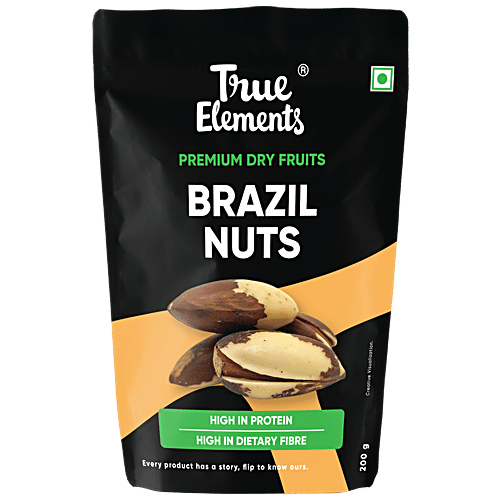 True ®
Elements
PREMIUM DRY FRUITS
BRAZIL
NUTS
Creative Visualization.
HIGH IN PROTEIN
HIGH IN DIETARY FIBRE
Every product has a story, flip to know ours.
200 g